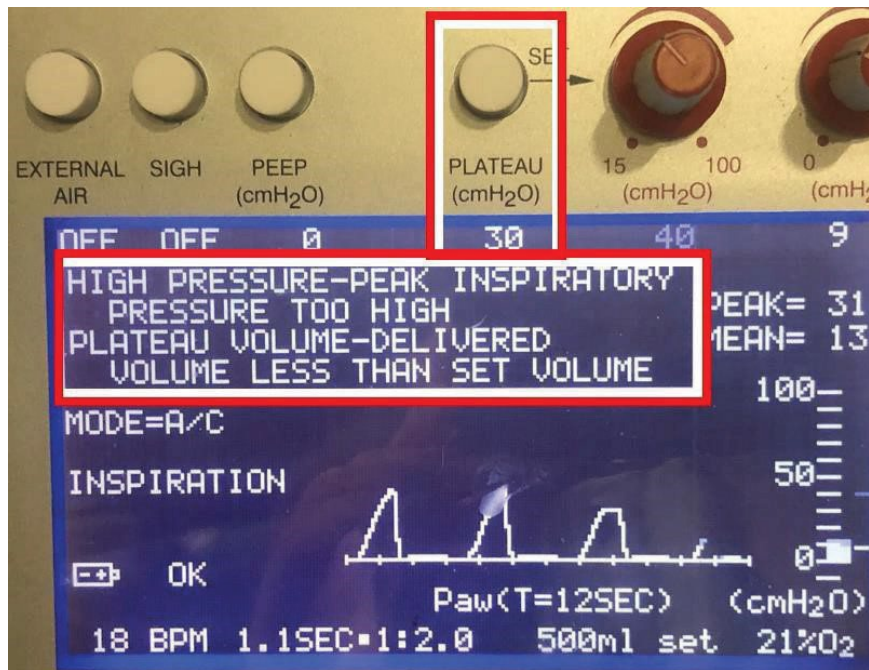 SET
EXTERNAL AIR
SIGH
PEEP (cmH₂O)
PLATEAU (cmH₂O)
15 100
(cmH₂O)
0
OFF OFF 0 30 40 9
HIGH PRESSURE-PEAK INSPIRATORY
PRESSURE TOO HIGH
PLATEAU VOLUME-DELIVERED
VOLUME LESS THAN SET VOLUME
PEAK= 31
MEAN= 13
MODE=A/C
INSPIRATION
100
50
0
OK
Paw(T=12SEC) (cmH₂O)
18 BPM 1.1SEC▪1:2.0 500ml set 21%O₂